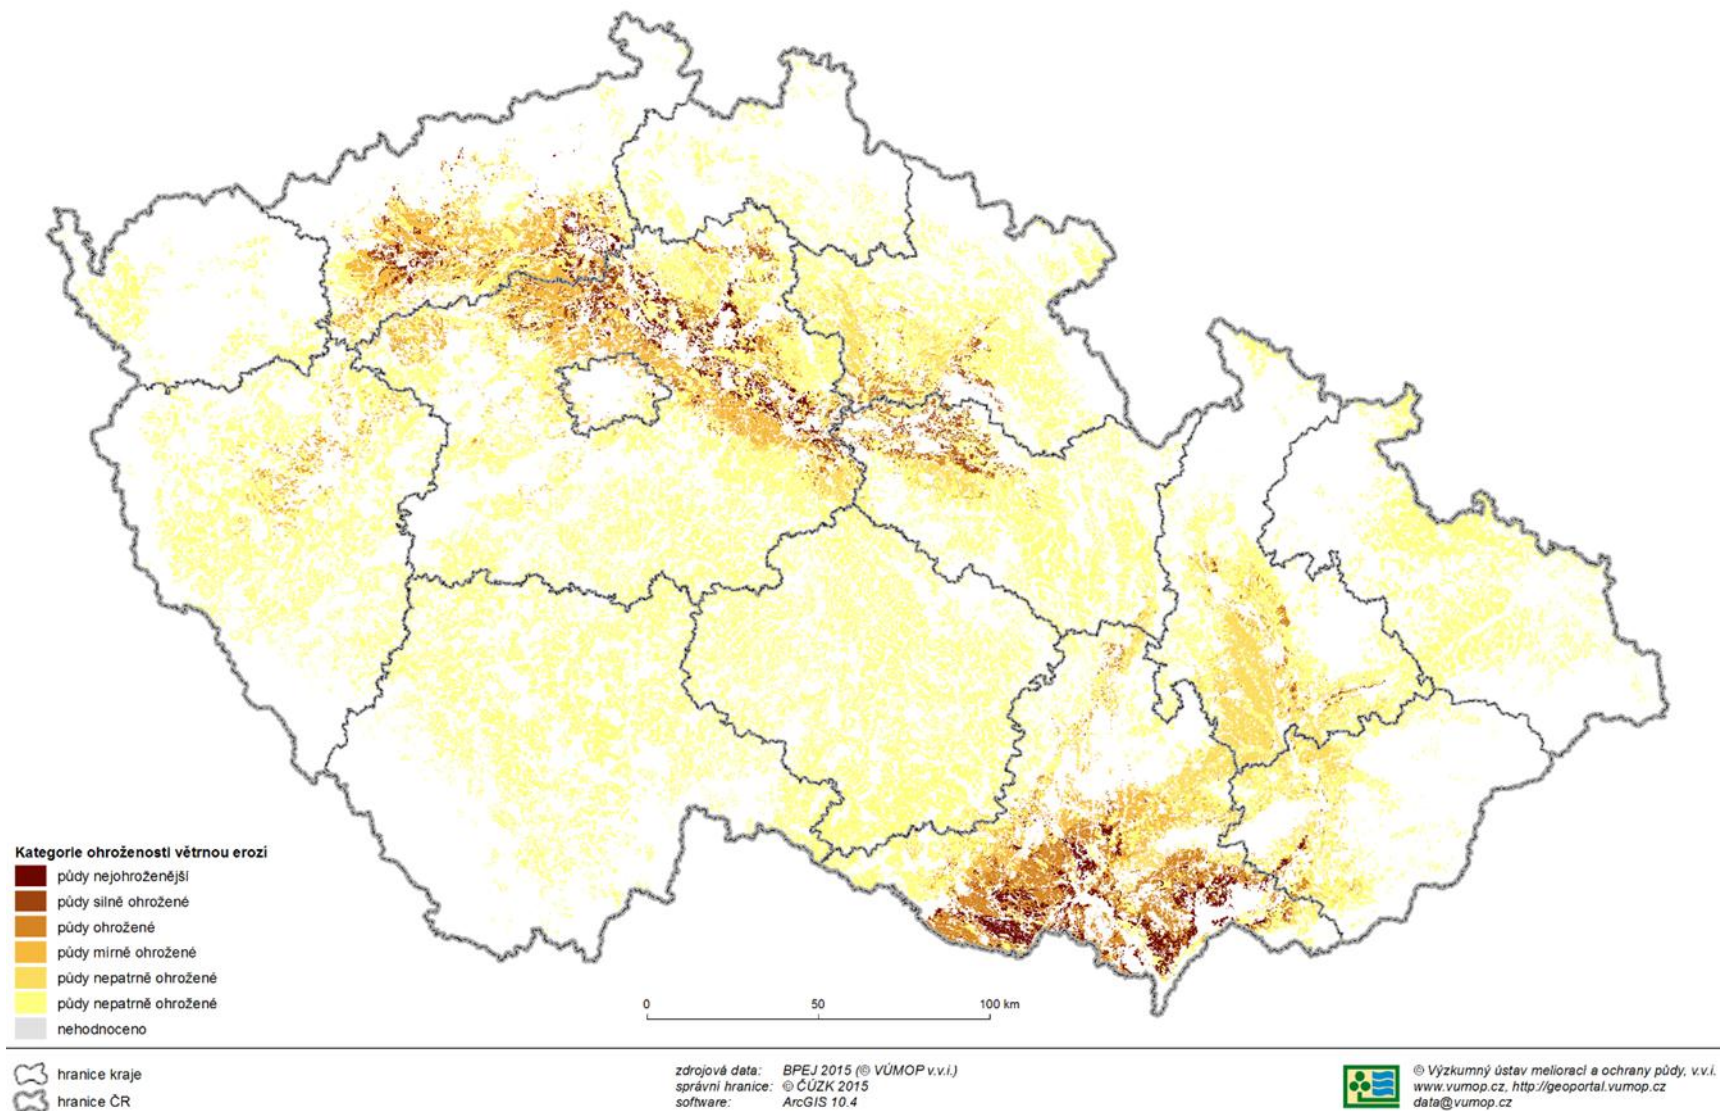 Kategorie ohroženosti větrnou erozí
půdy nejohroženější
půdy silně ohrožené
půdy ohrožené
půdy mírně ohrožené
půdy nepatrně ohrožené
půdy nepatrně ohrožené
nehodnoceno
0 50 100 km
hranice kraje
hranice ČR
zdrojová data: BPEJ 2015 (© VÚMOP v.v.i.)
správní hranice: © ČÚZK 2015
software: ArcGIS 10.4
© Výzkumný ústav meliorací a ochrany půdy, v.v.i.
www.vumop.cz, http://geoportal.vumop.cz
data@vumop.cz